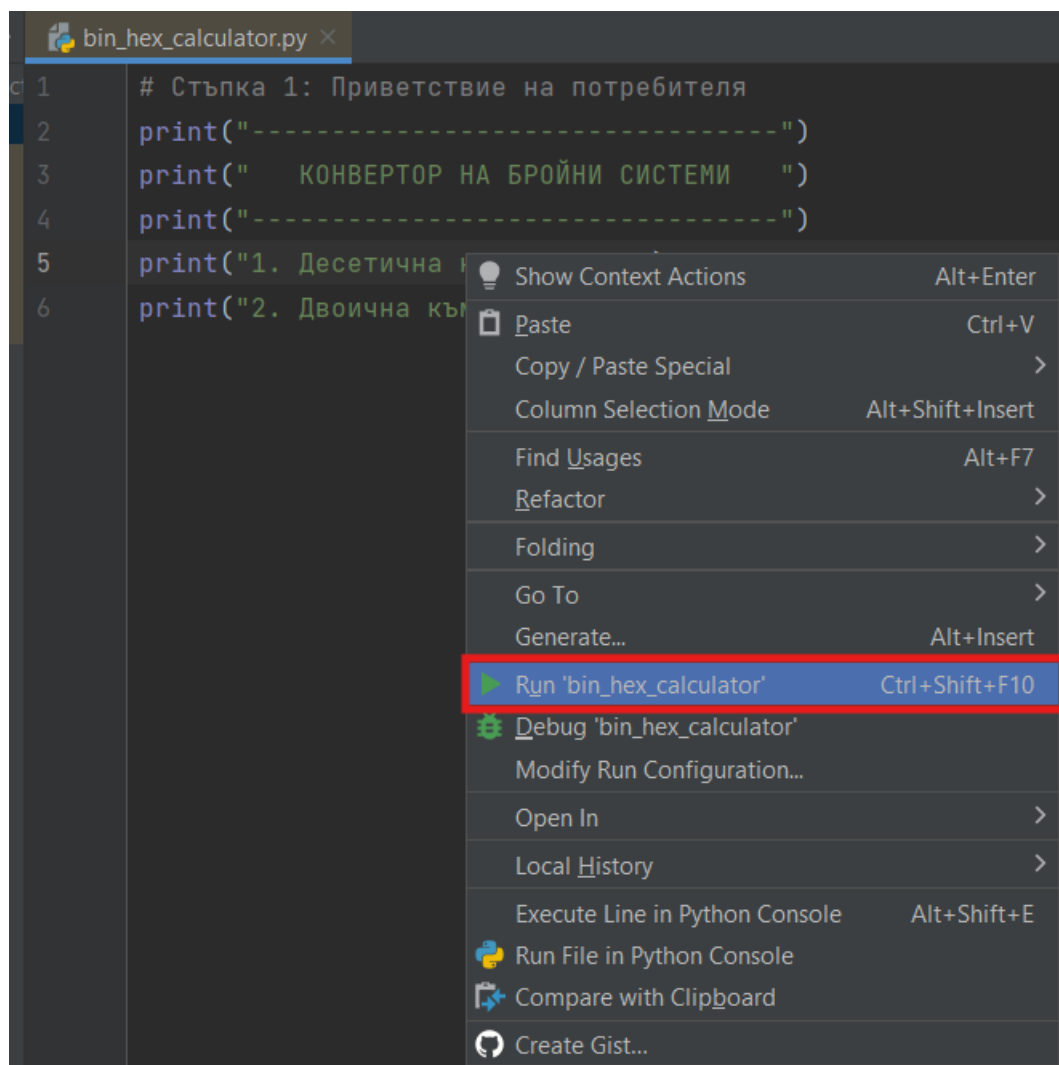 bin_hex_calculator.py
1 # Стъпка 1: Приветствие на потребителя
2 print("---------------------------------")
3 print("   КОНВЕРТОР НА БРОЙНИ СИСТЕМИ   ")
4 print("---------------------------------")
5 print("1. Десетична
6 print("2. Двоична към
Show Context Actions Alt+Enter
Paste Ctrl+V
Copy / Paste Special
Column Selection Mode Alt+Shift+Insert
Find Usages Alt+F7
Refactor
Folding
Go To
Generate... Alt+Insert
Run 'bin_hex_calculator' Ctrl+Shift+F10
Debug 'bin_hex_calculator'
Modify Run Configuration...
Open In
Local History
Execute Line in Python Console Alt+Shift+E
Run File in Python Console
Compare with Clipboard
Create Gist...